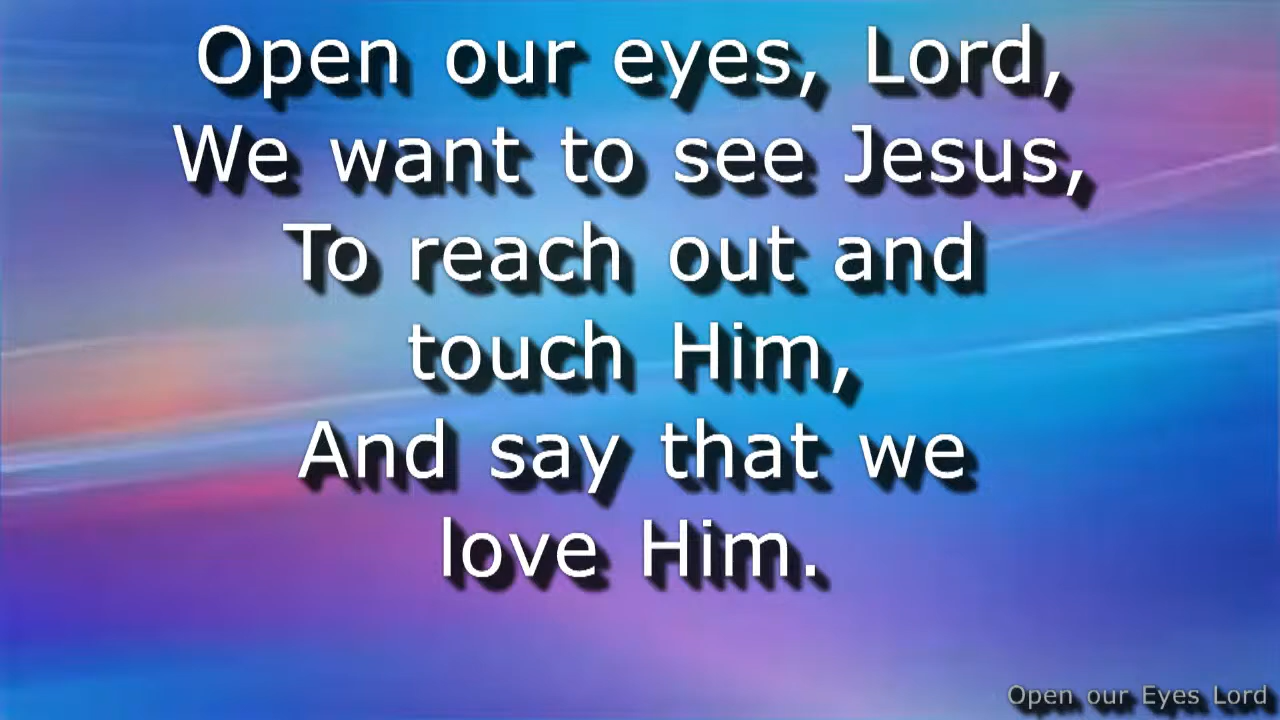 Open our eyes, Lord,
We want to see Jesus,
To reach out and
touch Him,
And say that we
love Him.
Open our Eyes Lord